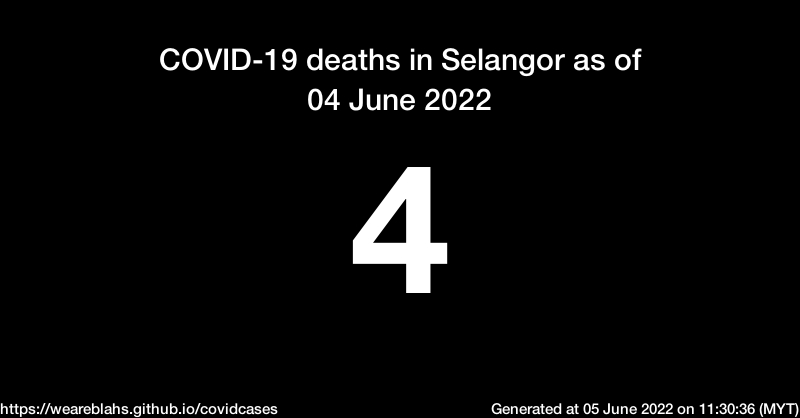 COVID-19 deaths in Selangor as of
04 June 2022
4
https://weareblahs.github.io/covidcases
Generated at 05 June 2022 on 11:30:36 (MYT)